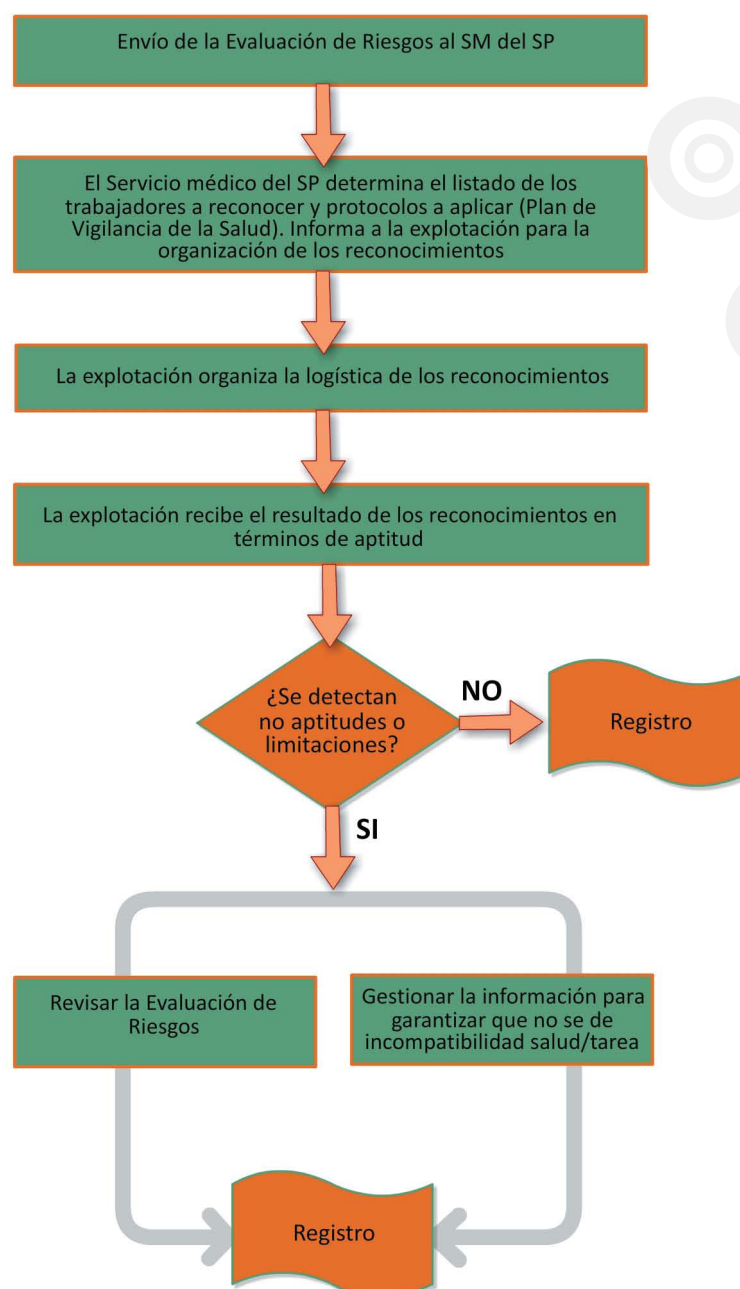 Envío de la Evaluación de Riesgos al SM del SP
El Servicio médico del SP determina el listado de los
trabajadores a reconocer y protocolos a aplicar (Plan de
Vigilancia de la Salud). Informa a la explotación para la
organización de los reconocimientos
La explotación organiza la logística de los reconocimientos
La explotación recibe el resultado de los reconocimientos en
términos de aptitud
¿Se detectan
no aptitudes o
limitaciones?
NO
Registro
SI
Revisar la Evaluación de
Riesgos
Gestionar la información para
garantizar que no se de
incompatibilidad salud/tarea
Registro